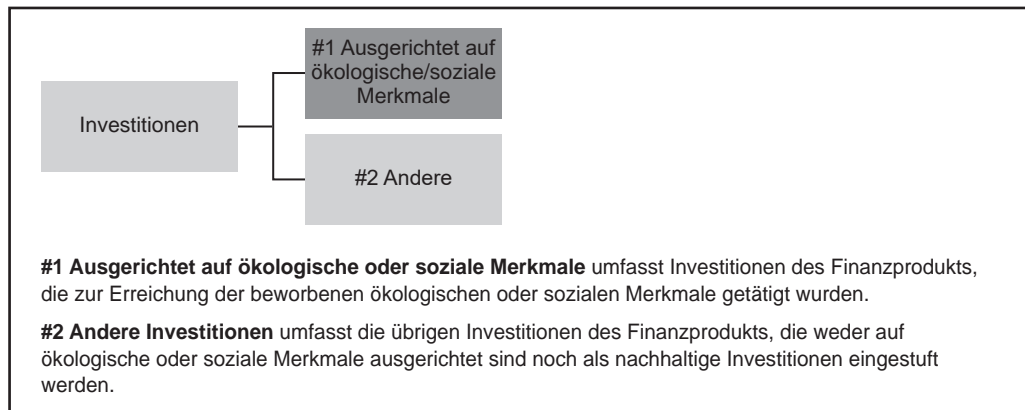 #1 Ausgerichtet auf
ökologische/soziale
Merkmale
Investitionen
#2 Andere
#1 Ausgerichtet auf ökologische oder soziale Merkmale umfasst Investitionen des Finanzprodukts,
die zur Erreichung der beworbenen ökologischen oder sozialen Merkmale getätigt wurden.
#2 Andere Investitionen umfasst die übrigen Investitionen des Finanzprodukts, die weder auf
ökologische oder soziale Merkmale ausgerichtet sind noch als nachhaltige Investitionen eingestuft
werden.